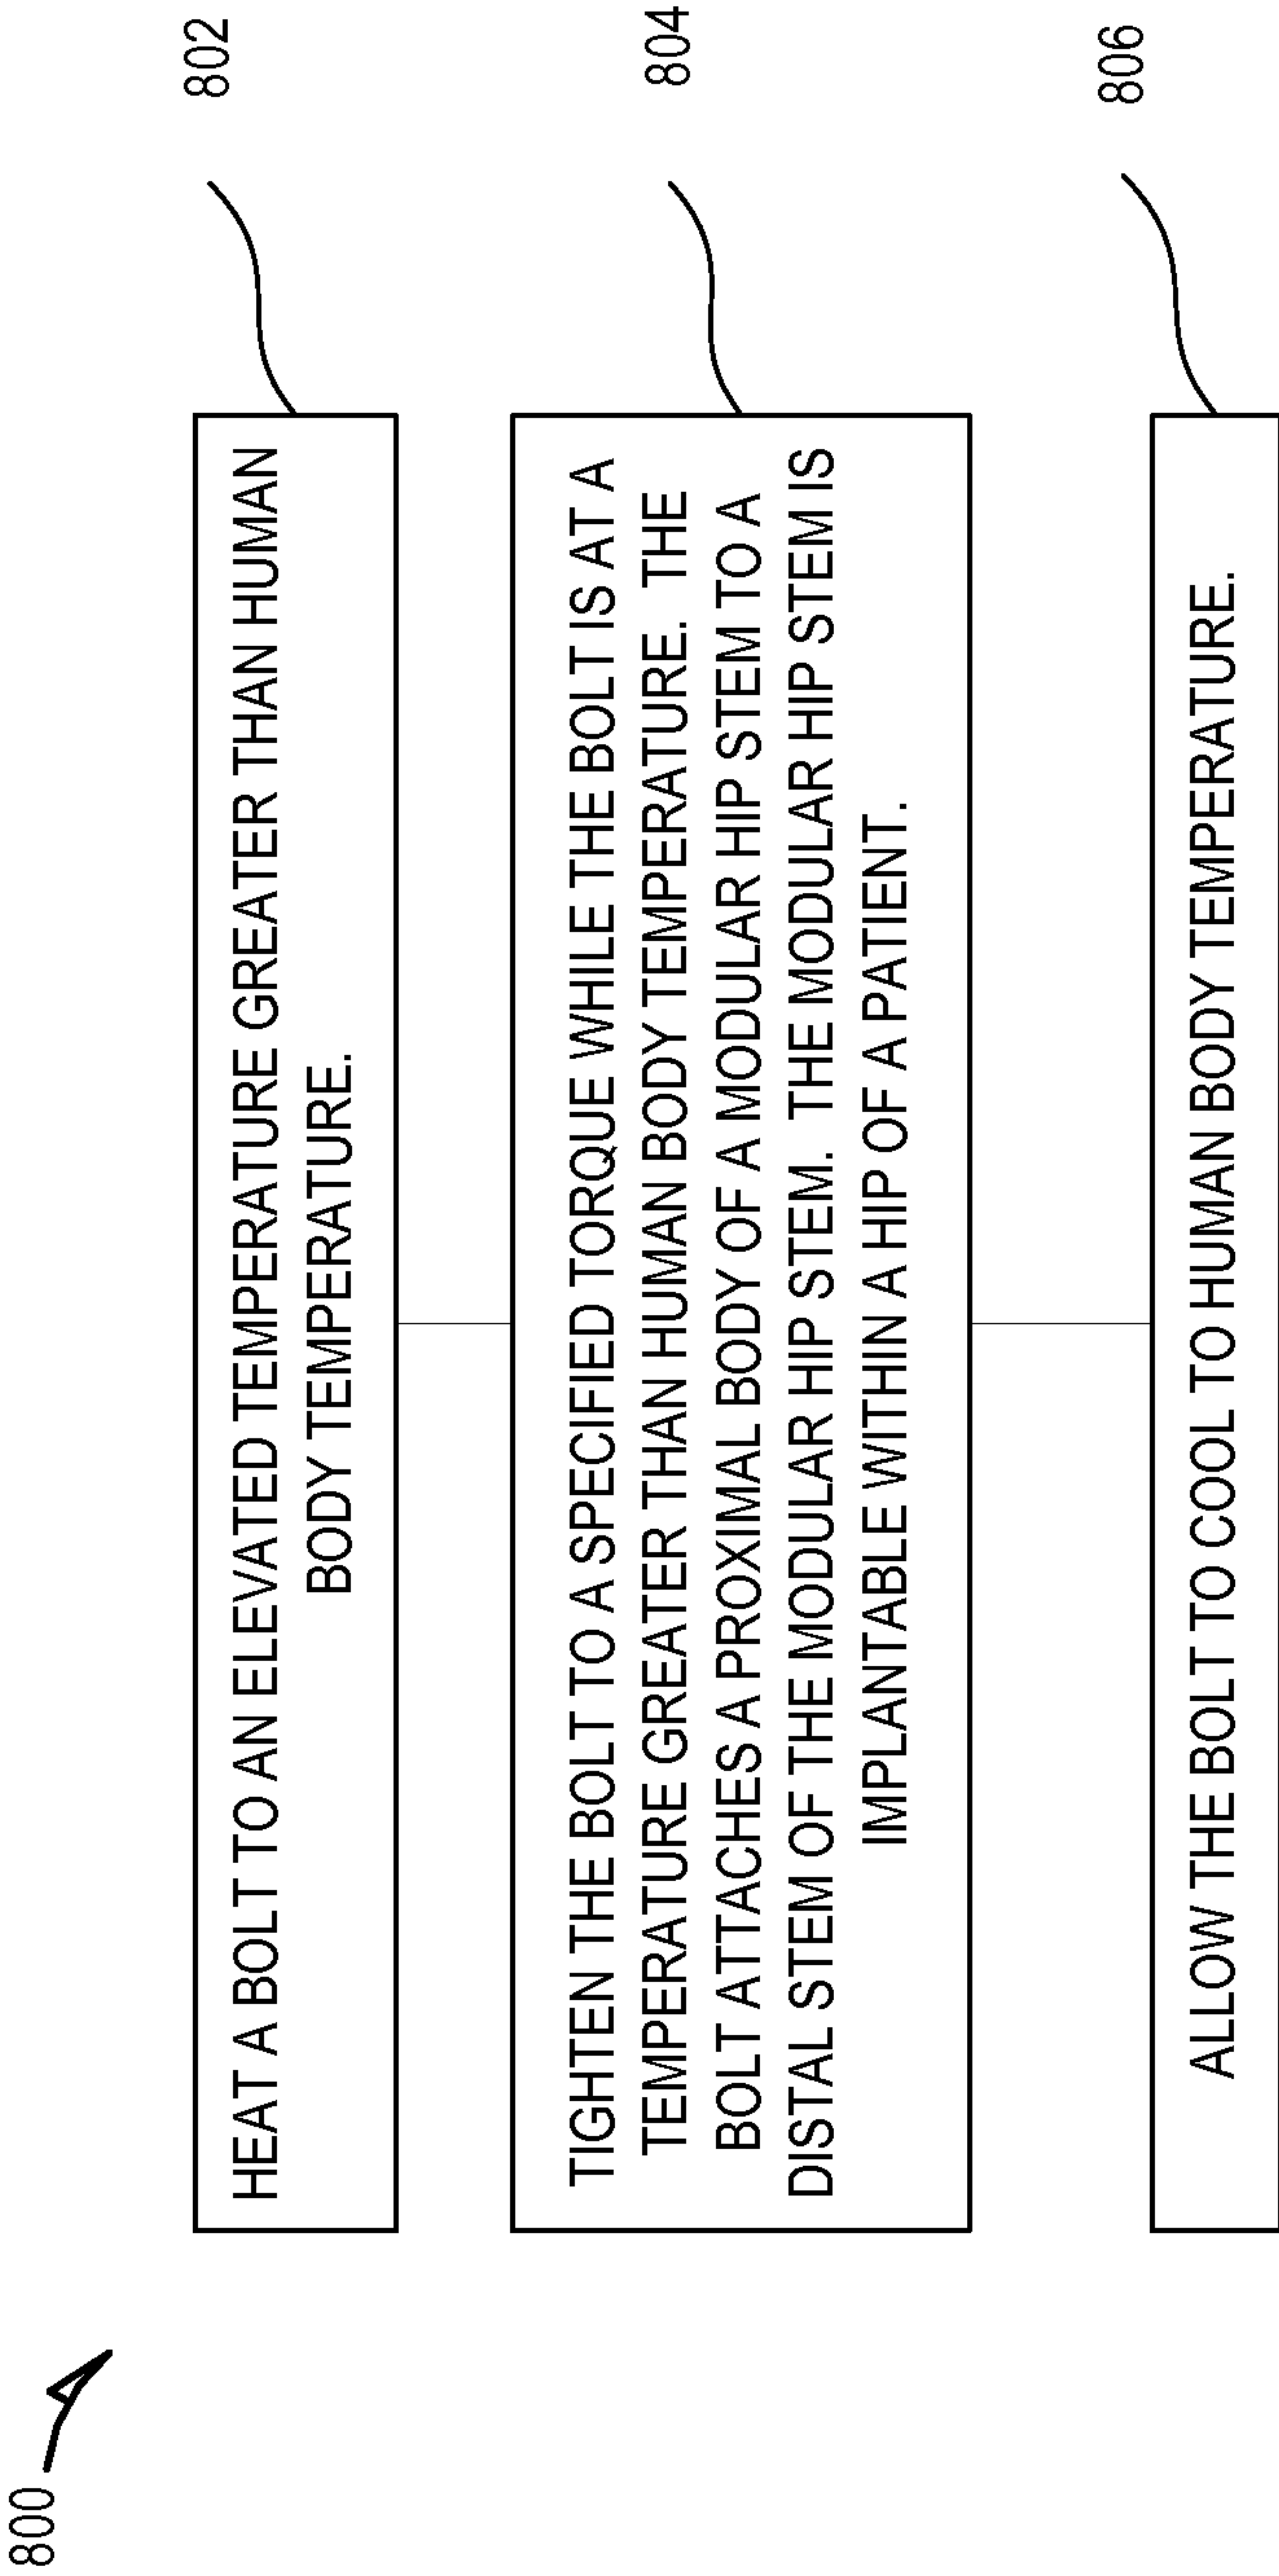 800
HEAT A BOLT TO AN ELEVATED TEMPERATURE GREATER THAN HUMAN
BODY TEMPERATURE.
802
TIGHTEN THE BOLT TO A SPECIFIED TORQUE WHILE THE BOLT IS AT A
TEMPERATURE GREATER THAN HUMAN BODY TEMPERATURE. THE
BOLT ATTACHES A PROXIMAL BODY OF A MODULAR HIP STEM TO A
DISTAL STEM OF THE MODULAR HIP STEM. THE MODULAR HIP STEM IS
IMPLANTABLE WITHIN A HIP OF A PATIENT.
804
ALLOW THE BOLT TO COOL TO HUMAN BODY TEMPERATURE.
806